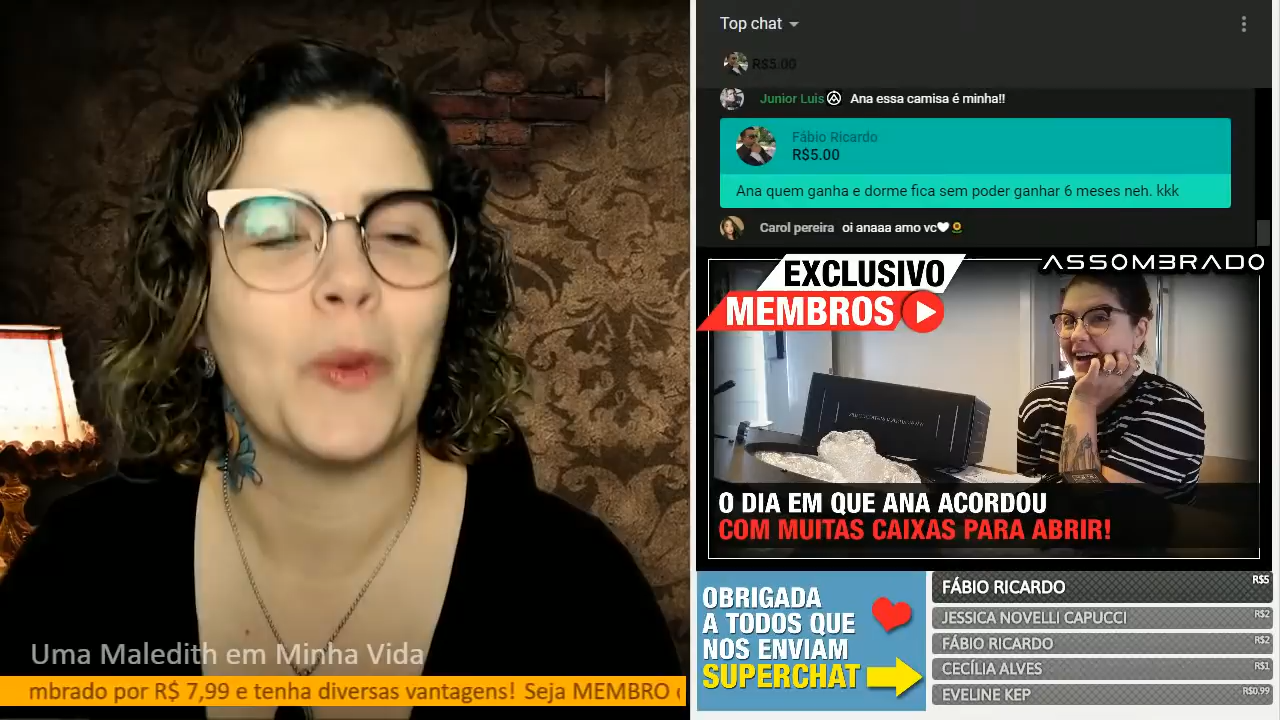 Top chat
R$5.00
Junior Luis Ana essa camisa é minha!!
Fábio Ricardo
R$5.00
Ana quem ganha e dorme fica sem poder ganhar 6 meses neh. kkk
Carol pereira oi anaaa amo vc
EXCLUSIVO
ASSOMBRADO
MEMBROS
O DIA EM QUE ANA ACORDOU
COM MUITAS CAIXAS PARA ABRIR!
Uma Maledith em Minha Vida
mbrado por R$ 7,99 e tenha diversas vantagens! Seja MEMBRO
OBRIGADA
A TODOS QUE
NOS ENVIAM
SUPERCHAT
FÁBIO RICARDO R$5
JESSICA NOVELLI CAPUCCI R$2
FÁBIO RICARDO R$2
CECÍLIA ALVES R$1
EVELINE KEP R$0.99